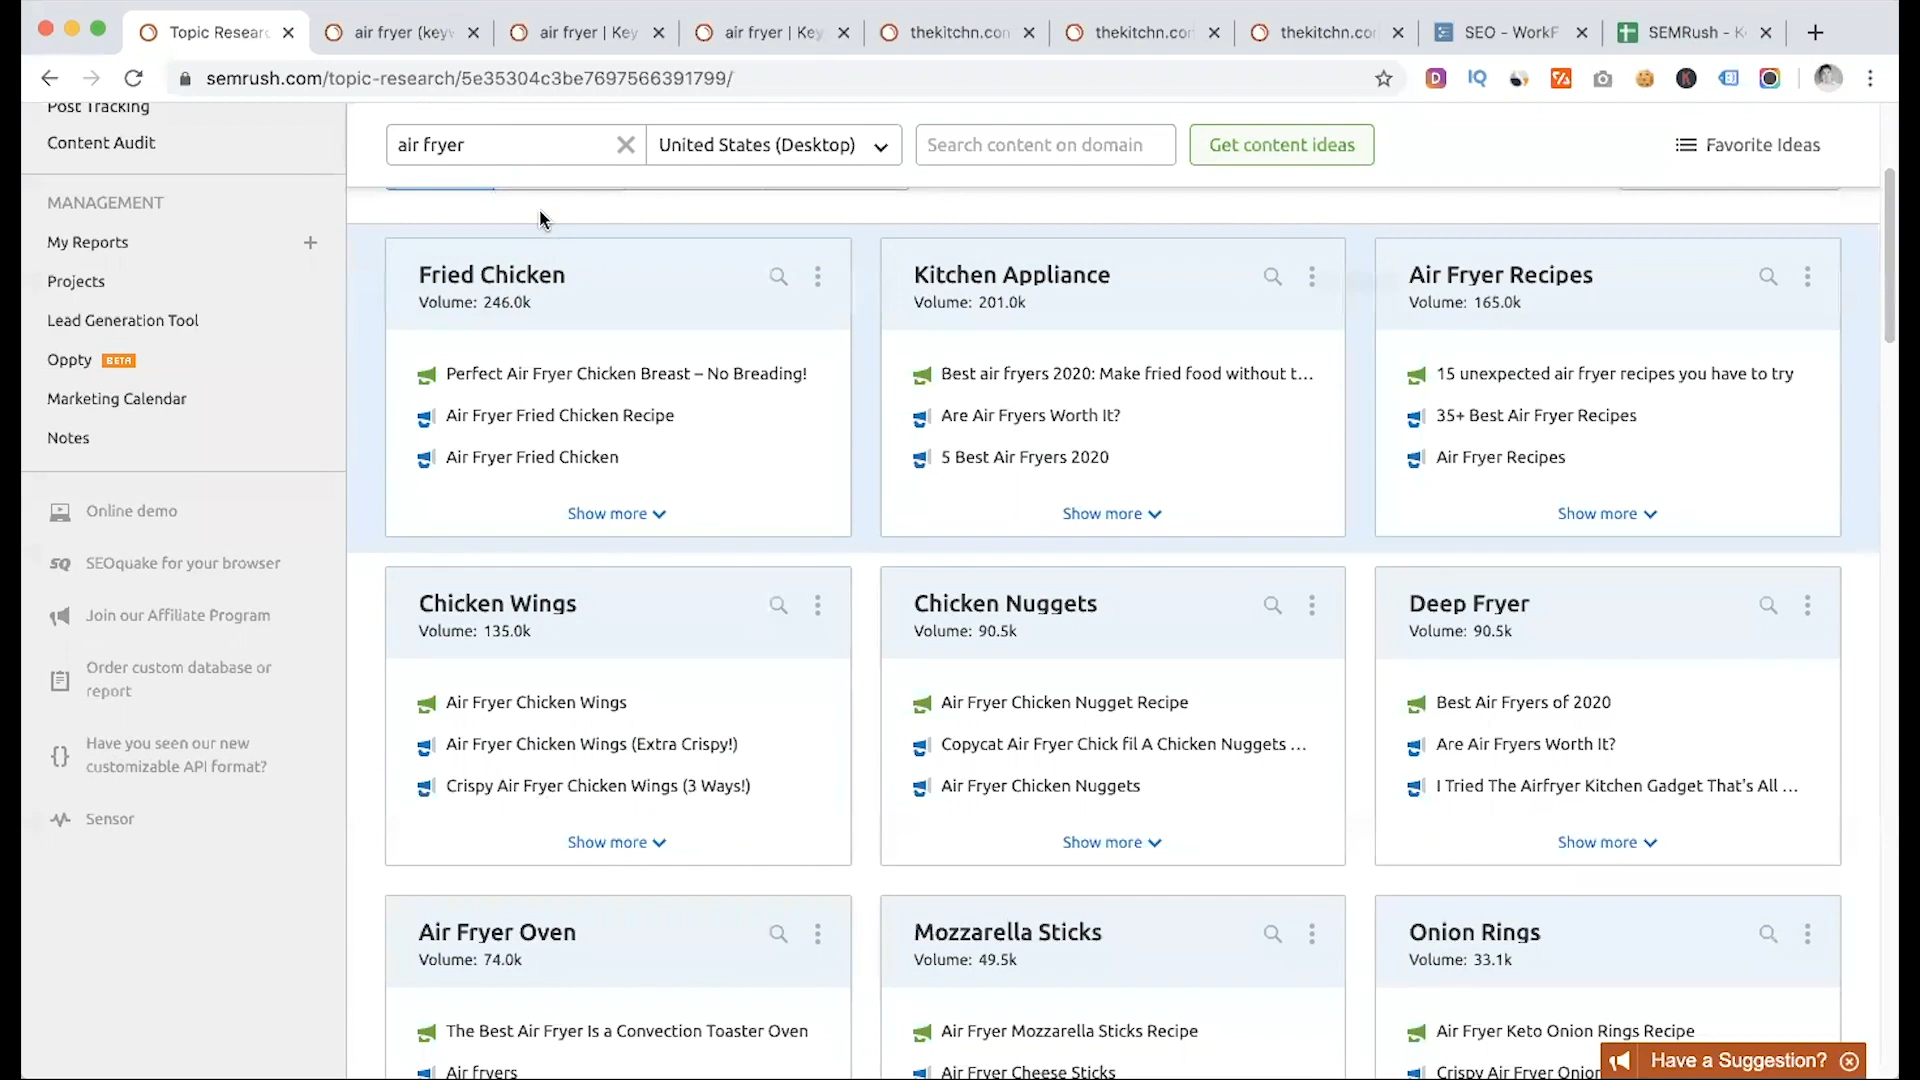 Topic Resear
air fryer (keyv
air fryer | Key
air fryer | Key
thekitchn.con
thekitchn.cor
thekitchn.cor
SEO - WorkF
SEMRush - K
semrush.com/topic-research/5e35304c3be7697566391799/
Post Tracking
Content Audit
MANAGEMENT
My Reports
Projects
Lead Generation Tool
Oppty BETA
Marketing Calendar
Notes
Online demo
SEOquake for your browser
Join our Affiliate Program
Order custom database or
report
Have you seen our new
customizable API format?
Sensor
air fryer
United States (Desktop)
Search content on domain
Get content ideas
Favorite Ideas
Fried Chicken
Volume: 246.0k
Perfect Air Fryer Chicken Breast – No Breading!
Air Fryer Fried Chicken Recipe
Air Fryer Fried Chicken
Show more
Kitchen Appliance
Volume: 201.0k
Best air fryers 2020: Make fried food without t...
Are Air Fryers Worth It?
5 Best Air Fryers 2020
Show more
Air Fryer Recipes
Volume: 165.0k
15 unexpected air fryer recipes you have to try
35+ Best Air Fryer Recipes
Air Fryer Recipes
Show more
Chicken Wings
Volume: 135.0k
Air Fryer Chicken Wings
Air Fryer Chicken Wings (Extra Crispy!)
Crispy Air Fryer Chicken Wings (3 Ways!)
Show more
Chicken Nuggets
Volume: 90.5k
Air Fryer Chicken Nugget Recipe
Copycat Air Fryer Chick fil A Chicken Nuggets ...
Air Fryer Chicken Nuggets
Show more
Deep Fryer
Volume: 90.5k
Best Air Fryers of 2020
Are Air Fryers Worth It?
I Tried The Airfryer Kitchen Gadget That's All ...
Show more
Air Fryer Oven
Volume: 74.0k
The Best Air Fryer Is a Convection Toaster Oven
Air fryers
Mozzarella Sticks
Volume: 49.5k
Air Fryer Mozzarella Sticks Recipe
Air Fryer Cheese Sticks
Onion Rings
Volume: 33.1k
Air Fryer Keto Onion Rings Recipe
Crispy Air Fryer Onion
Have a Suggestion?